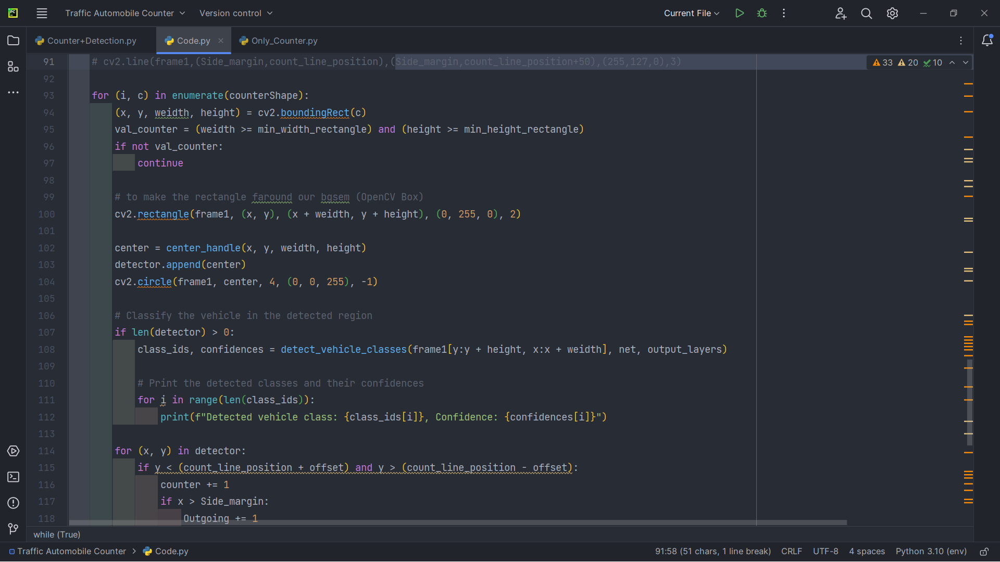 PC
Traffic Automobile Counter
Version control
Current File
Counter+Detection.py
Code.py
Only_Counter.py
33 20 10
91 # cv2.line(frame1,(Side_margin,count_line_position),(Side_margin,count_line_position+50),(255,127,0),3)
92
93 for (i, c) in enumerate(counterShape):
94 (x, y, weidth, height) = cv2.boundingRect(c)
95 val_counter = (weidth >= min_width_rectangle) and (height >= min_height_rectangle)
96 if not val_counter:
97 continue
98
99 # to make the rectangle faround our bgsem (OpenCV Box)
100 cv2.rectangle(frame1, (x, y), (x + weidth, y + height), (0, 255, 0), 2)
101
102 center = center_handle(x, y, weidth, height)
103 detector.append(center)
104 cv2.circle(frame1, center, 4, (0, 0, 255), -1)
105
106 # Classify the vehicle in the detected region
107 if len(detector) > 0:
108 class_ids, confidences = detect_vehicle_classes(frame1[y:y + height, x:x + weidth], net, output_layers)
109
110 # Print the detected classes and their confidences
111 for i in range(len(class_ids)):
112 print(f"Detected vehicle class: {class_ids[i]}, Confidence: {confidences[i]}")
113
114 for (x, y) in detector:
115 if y < (count_line_position + offset) and y > (count_line_position - offset):
116 counter += 1
117 if x > Side_margin:
118 Outgoing += 1
while (True)
Traffic Automobile Counter > Code.py
91:58 (51 chars, 1 line break) CRLF UTF-8 4 spaces Python 3.10 (env)